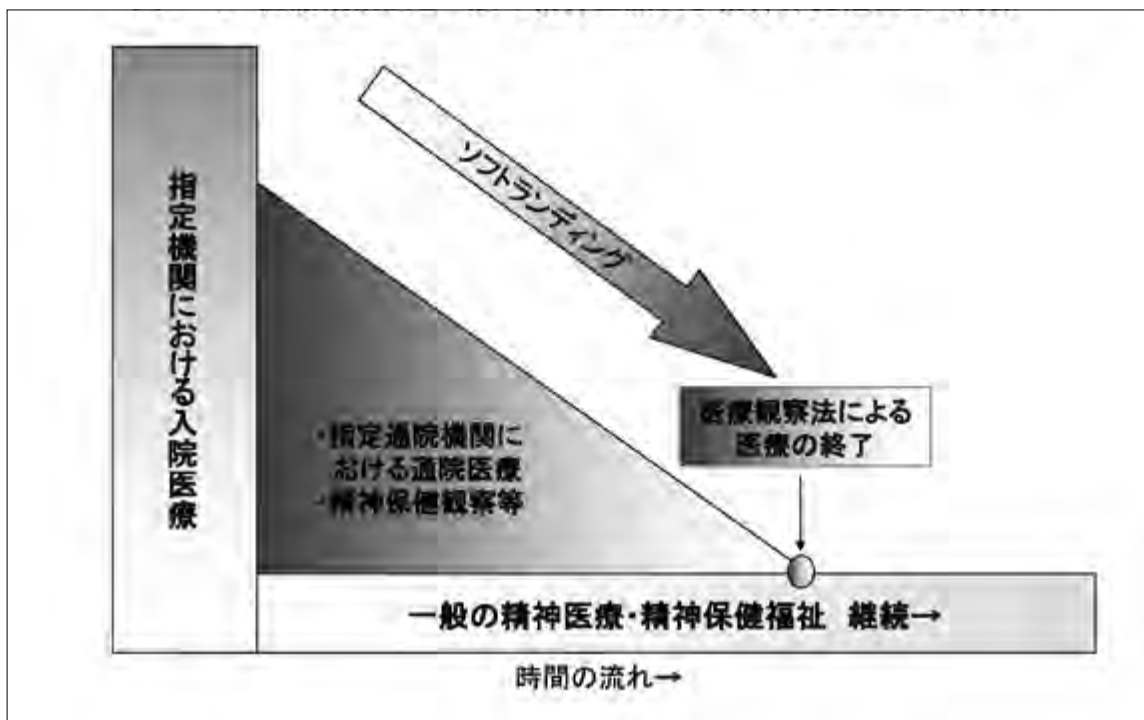 指定機関における入院医療
ソフトランディング
医療観察法による
医療の終了
・指定通院機関に
おける通院医療
・精神保健観察等
一般の精神医療・精神保健福祉 継続→
時間の流れ→